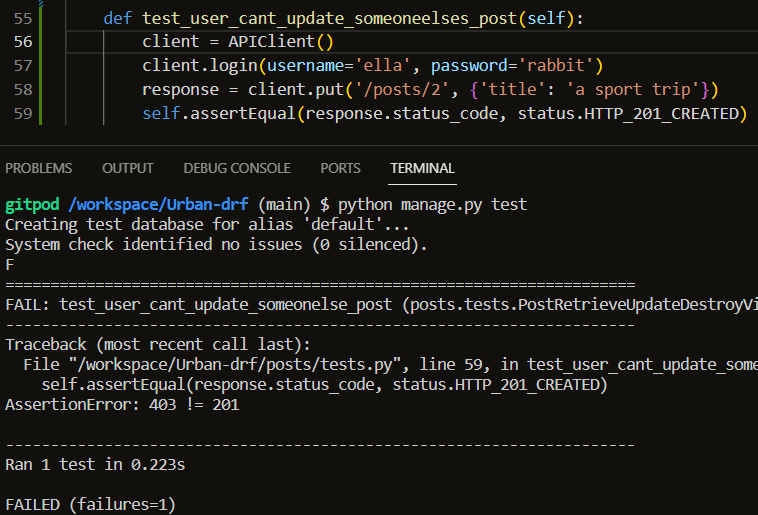 55 def test_user_cant_update_someoneelses_post(self):
56 client = APIClient()
57 client.login(username='ella', password='rabbit')
58 response = client.put('/posts/2', {'title': 'a sport trip'})
59 self.assertEqual(response.status_code, status.HTTP_201_CREATED)
PROBLEMS OUTPUT DEBUG CONSOLE PORTS TERMINAL
gitpod /workspace/Urban-drf (main) $ python manage.py test
Creating test database for alias 'default'...
System check identified no issues (0 silenced).
F
======================================================================
FAIL: test_user_cant_update_someonelse_post (posts.tests.PostRetrieveUpdateDestroyVi
----------------------------------------------------------------------
Traceback (most recent call last):
File "/workspace/Urban-drf/posts/tests.py", line 59, in test_user_cant_update_some
self.assertEqual(response.status_code, status.HTTP_201_CREATED)
AssertionError: 403 != 201
----------------------------------------------------------------------
Ran 1 test in 0.223s
FAILED (failures=1)